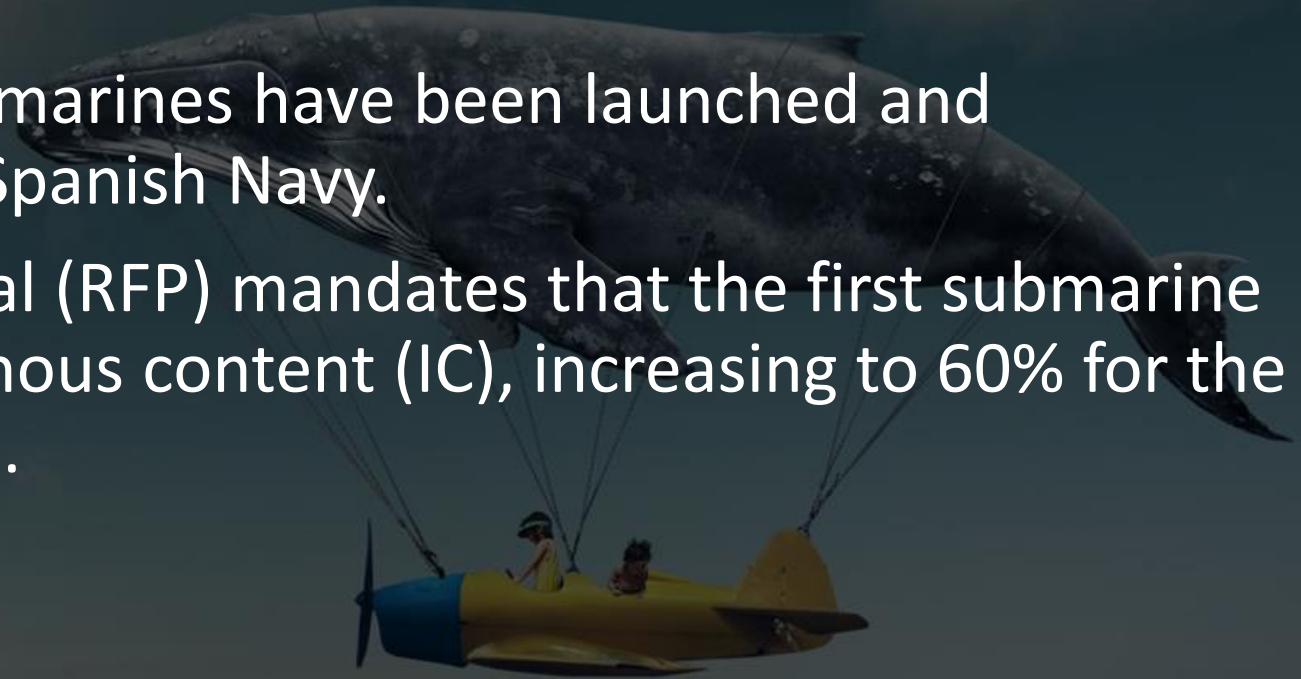 marines have been launched and
Spanish Navy.
al (RFP) mandates that the first submarine
nous content (IC), increasing to 60% for the
.